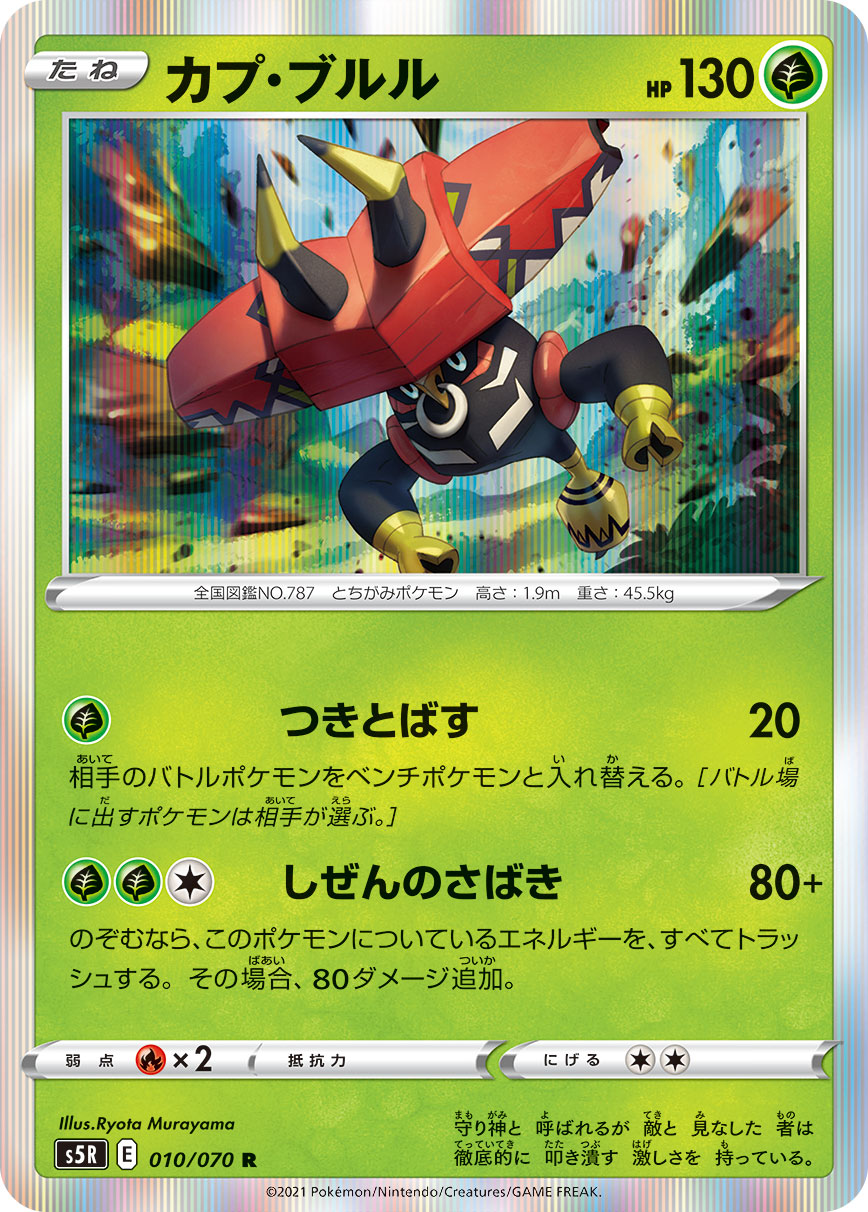 たね カプ・ブルル HP 130
全国図鑑NO.787 とちがみポケモン 高さ：1.9m 重さ：45.5kg
つきとばす 20
相手のバトルポケモンをベンチポケモンと入れ替える。[バトル場
に出すポケモンは相手が選ぶ。]
しぜんのさばき 80+
のぞむなら、このポケモンについているエネルギーを、すべてトラッ
シュする。その場合、80ダメージ追加。
弱点 ×2 抵抗力 にげる
Illus.Ryota Murayama
s5R E 010/070 R
守り神と 呼ばれるが 敵と 見なした 者は
徹底的に 叩き潰す 激しさを 持っている。
©2021 Pokémon/Nintendo/Creatures/GAME FREAK.